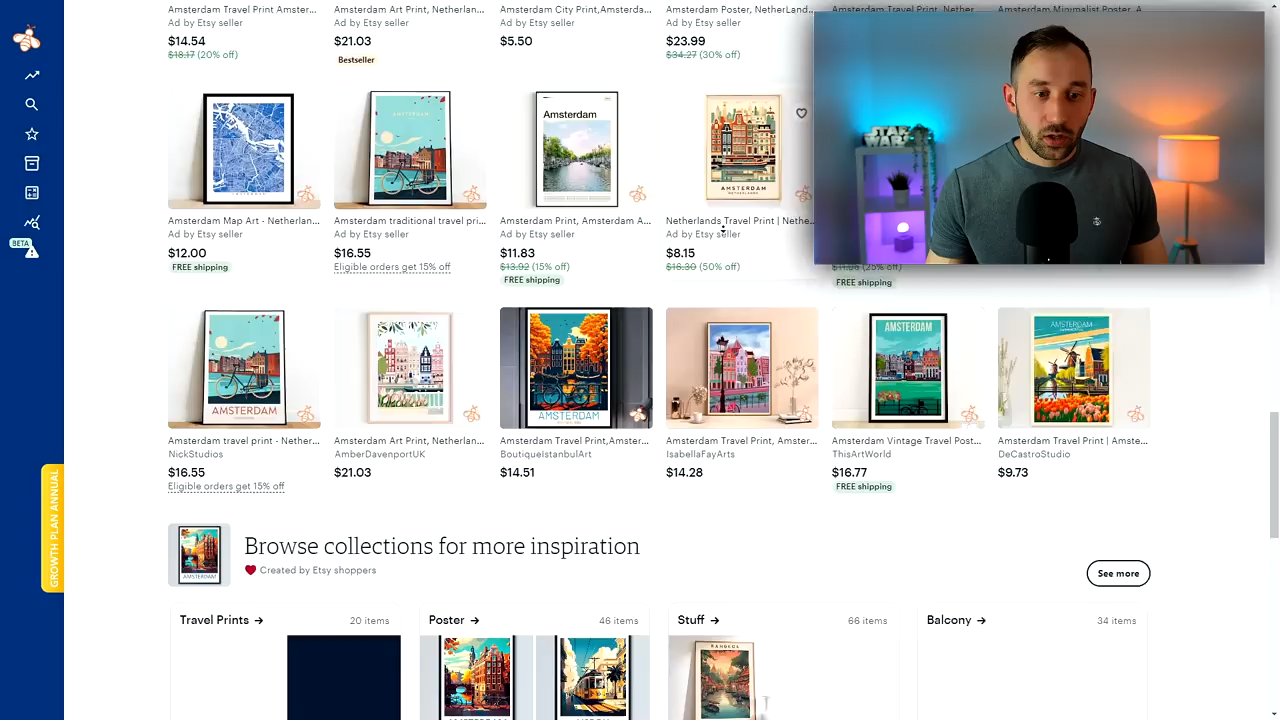 Amsterdam Travel Print Amster...
Ad by Etsy seller
$14.54
$18.17 (20% off)
Amsterdam Art Print, Netherlan...
Ad by Etsy seller
$21.03
Bestseller
Amsterdam City Print,Amsterda...
Ad by Etsy seller
$5.50
Amsterdam Poster, NetherLand...
Ad by Etsy seller
$23.99
$34.27 (30% off)
Amsterdam Travel Print, Nether
Amsterdam Minimalist Poster, A
STAR
WARS
Amsterdam
AMSTERDAM
NETHERLANDS
Amsterdam Map Art - Netherlan...
Ad by Etsy seller
$12.00
FREE shipping
Amsterdam traditional travel pri...
Ad by Etsy seller
$16.55
Eligible orders get 15% off
Amsterdam Print, Amsterdam A...
Ad by Etsy seller
$11.83
$13.92 (15% off)
FREE shipping
Netherlands Travel Print | Nethe...
Ad by Etsy seller
$8.15
$16.30 (50% off)
(25% off)
FREE shipping
BETA
AMSTERDAM
AMSTERDAM
AMSTERDAM
AMSTERDAM
Amsterdam travel print - Nether...
NickStudios
$16.55
Eligible orders get 15% off
Amsterdam Art Print, Netherlan...
AmberDavenportUK
$21.03
Amsterdam Travel Print,Amster...
BoutiqueIstanbulArt
$14.51
Amsterdam Travel Print, Amster...
IsabellaFayArts
$14.28
Amsterdam Vintage Travel Post...
ThisArtWorld
$16.77
FREE shipping
Amsterdam Travel Print | Amste...
DeCastroStudio
$9.73
GROWTH PLAN ANNUAL
AMSTERDAM
Browse collections for more inspiration
Created by Etsy shoppers
See more
Travel Prints → 20 items
Poster → 46 items
Stuff → 66 items
Balcony → 34 items
BANGKOK